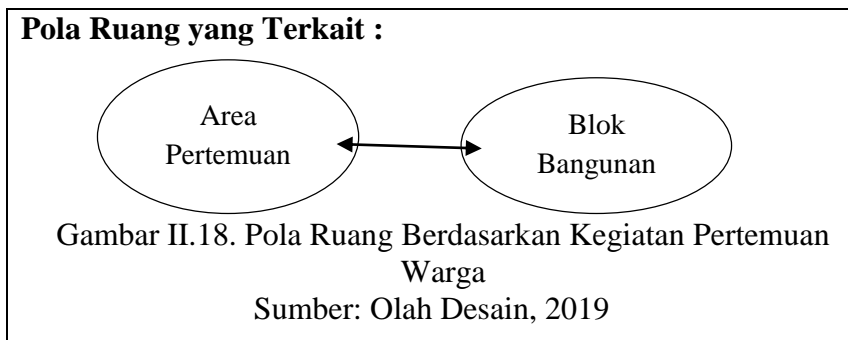 Pola Ruang yang Terkait :
Area
Pertemuan
Blok
Bangunan
Gambar II.18. Pola Ruang Berdasarkan Kegiatan Pertemuan
Warga
Sumber: Olah Desain, 2019